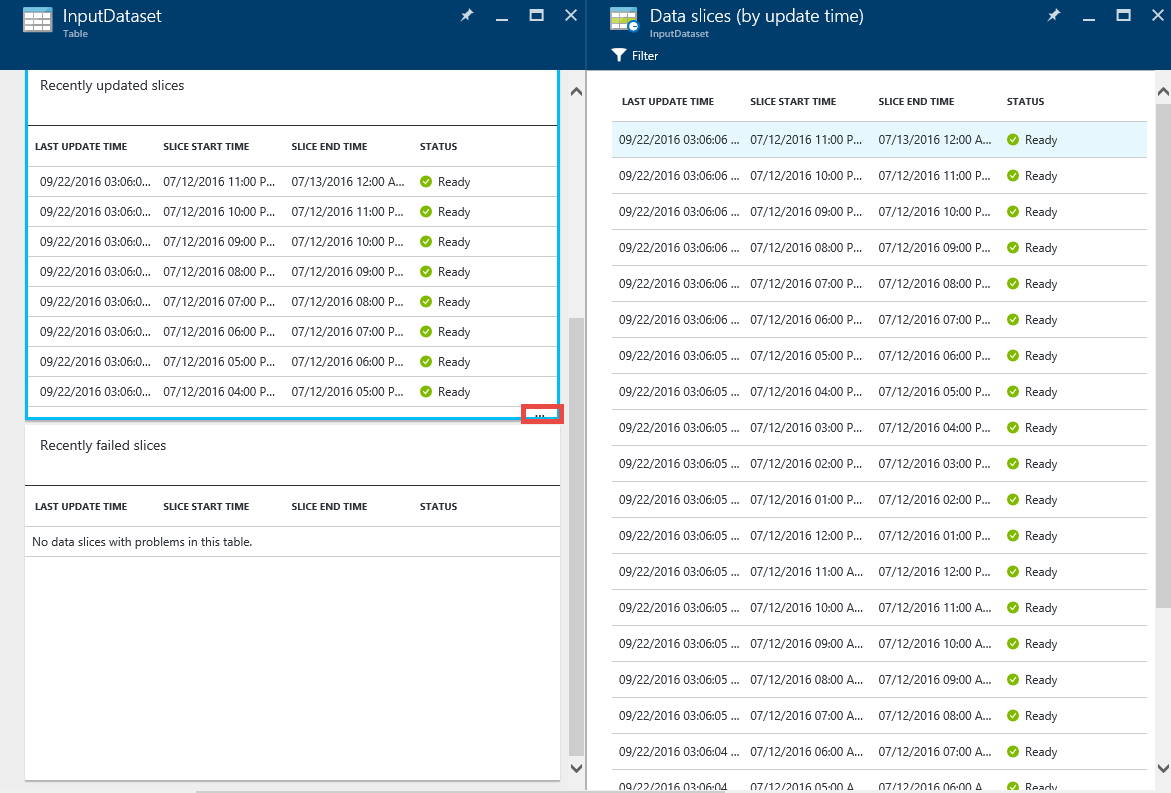 InputDataset
Table
Recently updated slices
LAST UPDATE TIME SLICE START TIME SLICE END TIME STATUS
09/22/2016 03:06:0... 07/12/2016 11:00 P... 07/13/2016 12:00 A... Ready
09/22/2016 03:06:0... 07/12/2016 10:00 P... 07/12/2016 11:00 P... Ready
09/22/2016 03:06:0... 07/12/2016 09:00 P... 07/12/2016 10:00 P... Ready
09/22/2016 03:06:0... 07/12/2016 08:00 P... 07/12/2016 09:00 P... Ready
09/22/2016 03:06:0... 07/12/2016 07:00 P... 07/12/2016 08:00 P... Ready
09/22/2016 03:06:0... 07/12/2016 06:00 P... 07/12/2016 07:00 P... Ready
09/22/2016 03:06:0... 07/12/2016 05:00 P... 07/12/2016 06:00 P... Ready
09/22/2016 03:06:0... 07/12/2016 04:00 P... 07/12/2016 05:00 P... Ready
...
Recently failed slices
LAST UPDATE TIME SLICE START TIME SLICE END TIME STATUS
No data slices with problems in this table.
Data slices (by update time)
InputDataset
Filter
LAST UPDATE TIME SLICE START TIME SLICE END TIME STATUS
09/22/2016 03:06:06 ... 07/12/2016 11:00 P... 07/13/2016 12:00 A... Ready
09/22/2016 03:06:06 ... 07/12/2016 10:00 P... 07/12/2016 11:00 P... Ready
09/22/2016 03:06:06 ... 07/12/2016 09:00 P... 07/12/2016 10:00 P... Ready
09/22/2016 03:06:06 ... 07/12/2016 08:00 P... 07/12/2016 09:00 P... Ready
09/22/2016 03:06:06 ... 07/12/2016 07:00 P... 07/12/2016 08:00 P... Ready
09/22/2016 03:06:06 ... 07/12/2016 06:00 P... 07/12/2016 07:00 P... Ready
09/22/2016 03:06:05 ... 07/12/2016 05:00 P... 07/12/2016 06:00 P... Ready
09/22/2016 03:06:05 ... 07/12/2016 04:00 P... 07/12/2016 05:00 P... Ready
09/22/2016 03:06:05 ... 07/12/2016 03:00 P... 07/12/2016 04:00 P... Ready
09/22/2016 03:06:05 ... 07/12/2016 02:00 P... 07/12/2016 03:00 P... Ready
09/22/2016 03:06:05 ... 07/12/2016 01:00 P... 07/12/2016 02:00 P... Ready
09/22/2016 03:06:05 ... 07/12/2016 12:00 P... 07/12/2016 01:00 P... Ready
09/22/2016 03:06:05 ... 07/12/2016 11:00 A... 07/12/2016 12:00 P... Ready
09/22/2016 03:06:05 ... 07/12/2016 10:00 A... 07/12/2016 11:00 A... Ready
09/22/2016 03:06:05 ... 07/12/2016 09:00 A... 07/12/2016 10:00 A... Ready
09/22/2016 03:06:05 ... 07/12/2016 08:00 A... 07/12/2016 09:00 A... Ready
09/22/2016 03:06:05 ... 07/12/2016 07:00 A... 07/12/2016 08:00 A... Ready
09/22/2016 03:06:04 ... 07/12/2016 06:00 A... 07/12/2016 07:00 A... Ready
09/22/2016 03:06:04 07/12/2016 05:00 A 07/12/2016 06:00 A Ready